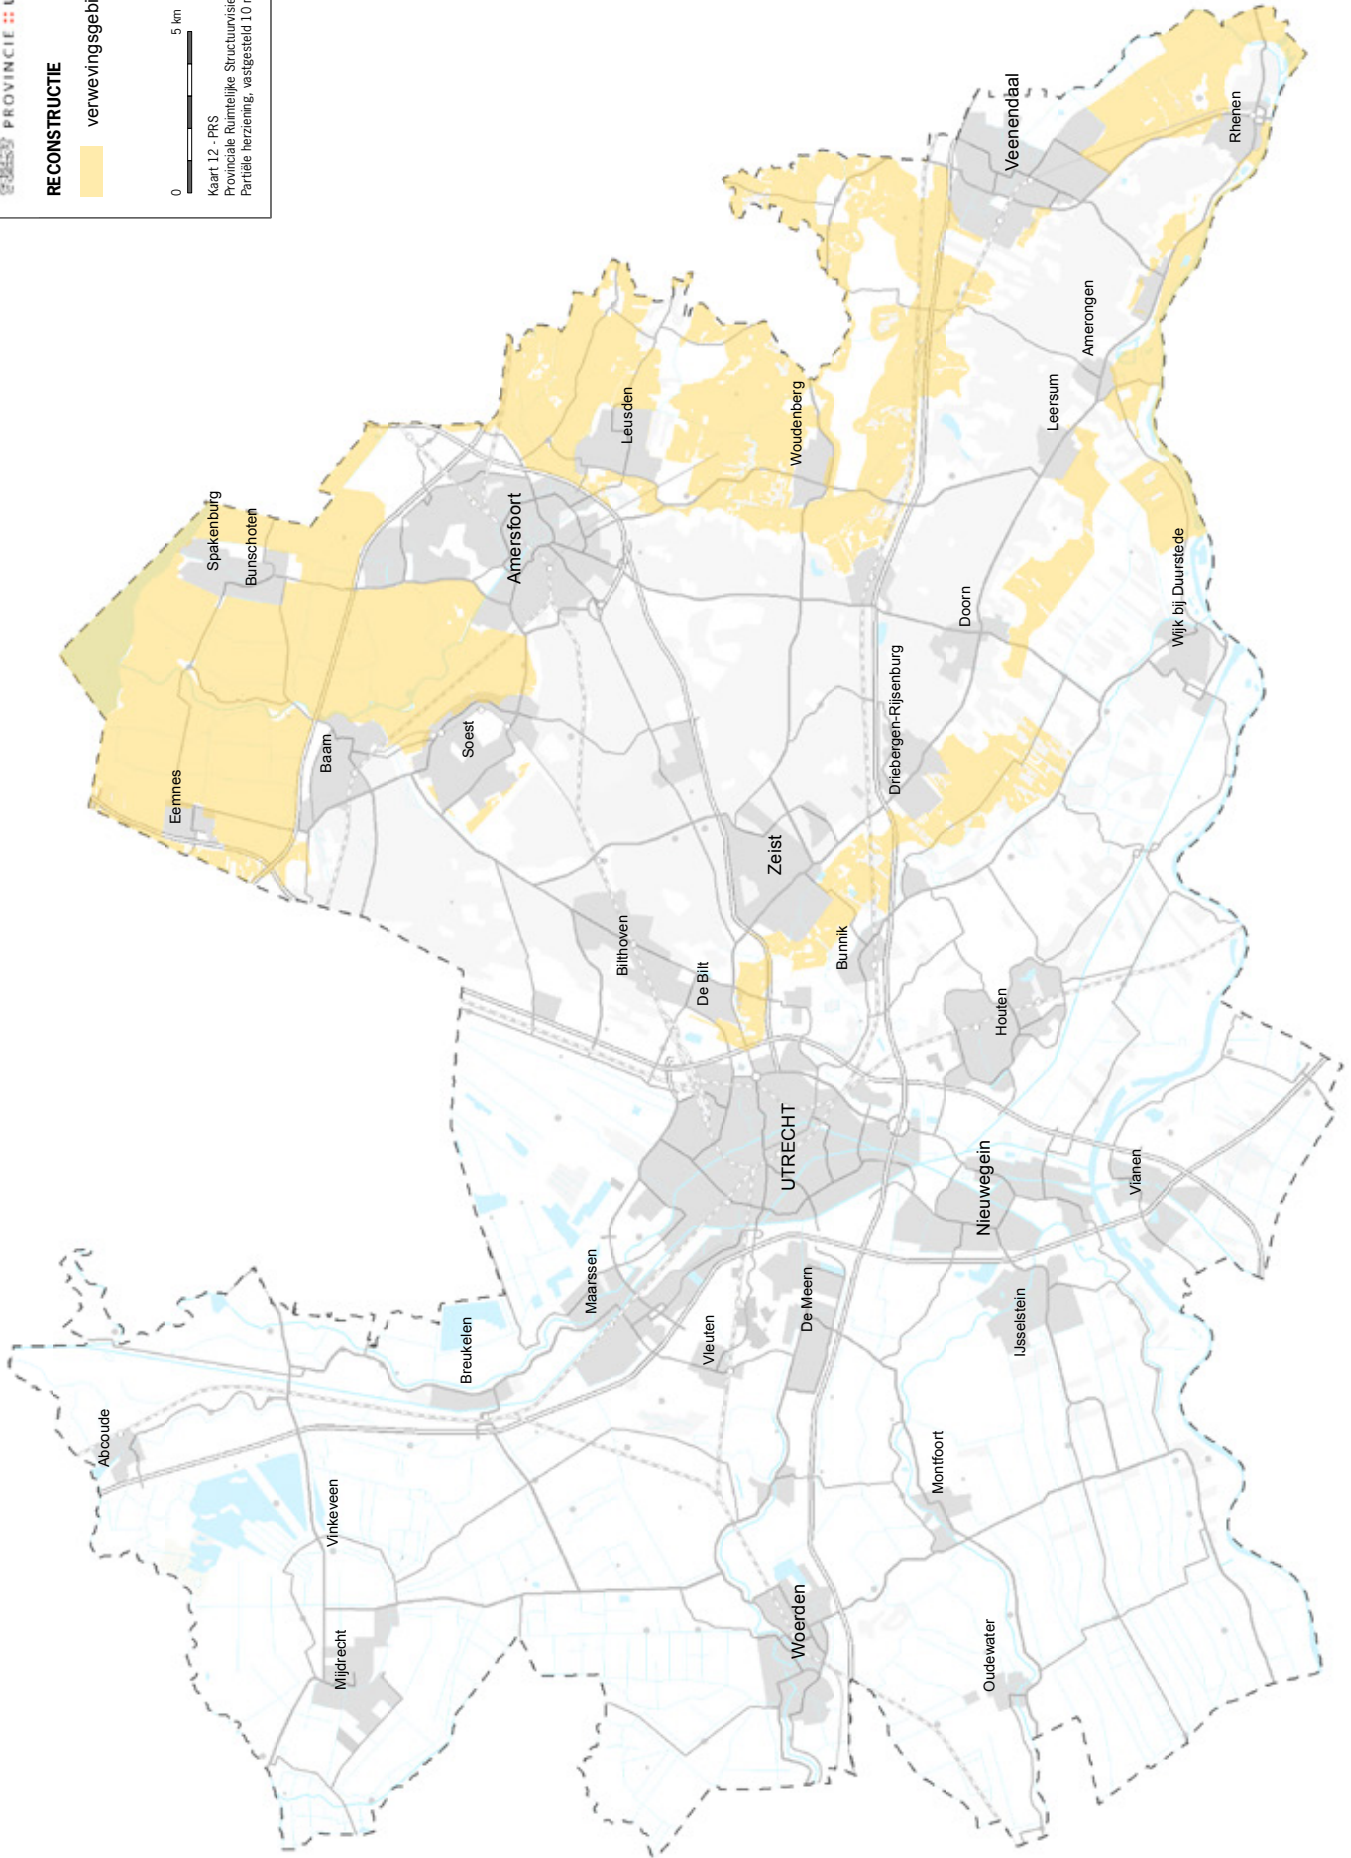 PROVINCIE
RECONSTRUCTIE
verwevingsgebi
0
5 km
Kaart 12 - PRS
Provinciale Ruimtelijke Structuurvisie
Partiële herziening, vastgesteld 10
Abcoude
Vinkeveen
Mijdrecht
Breukelen
Maarssen
Vleuten
De Meern
Woerden
Montfoort
Oudewater
IJsselstein
Nieuwegein
Vianen
UTRECHT
Houten
Bunnik
De Bilt
Bilthoven
Zeist
Driebergen-Rijsenburg
Doorn
Wijk bij Duurstede
Eemnes
Baarn
Soest
Spakenburg
Bunschoten
Amersfoort
Leusden
Woudenberg
Leersum
Amerongen
Veenendaal
Rhenen